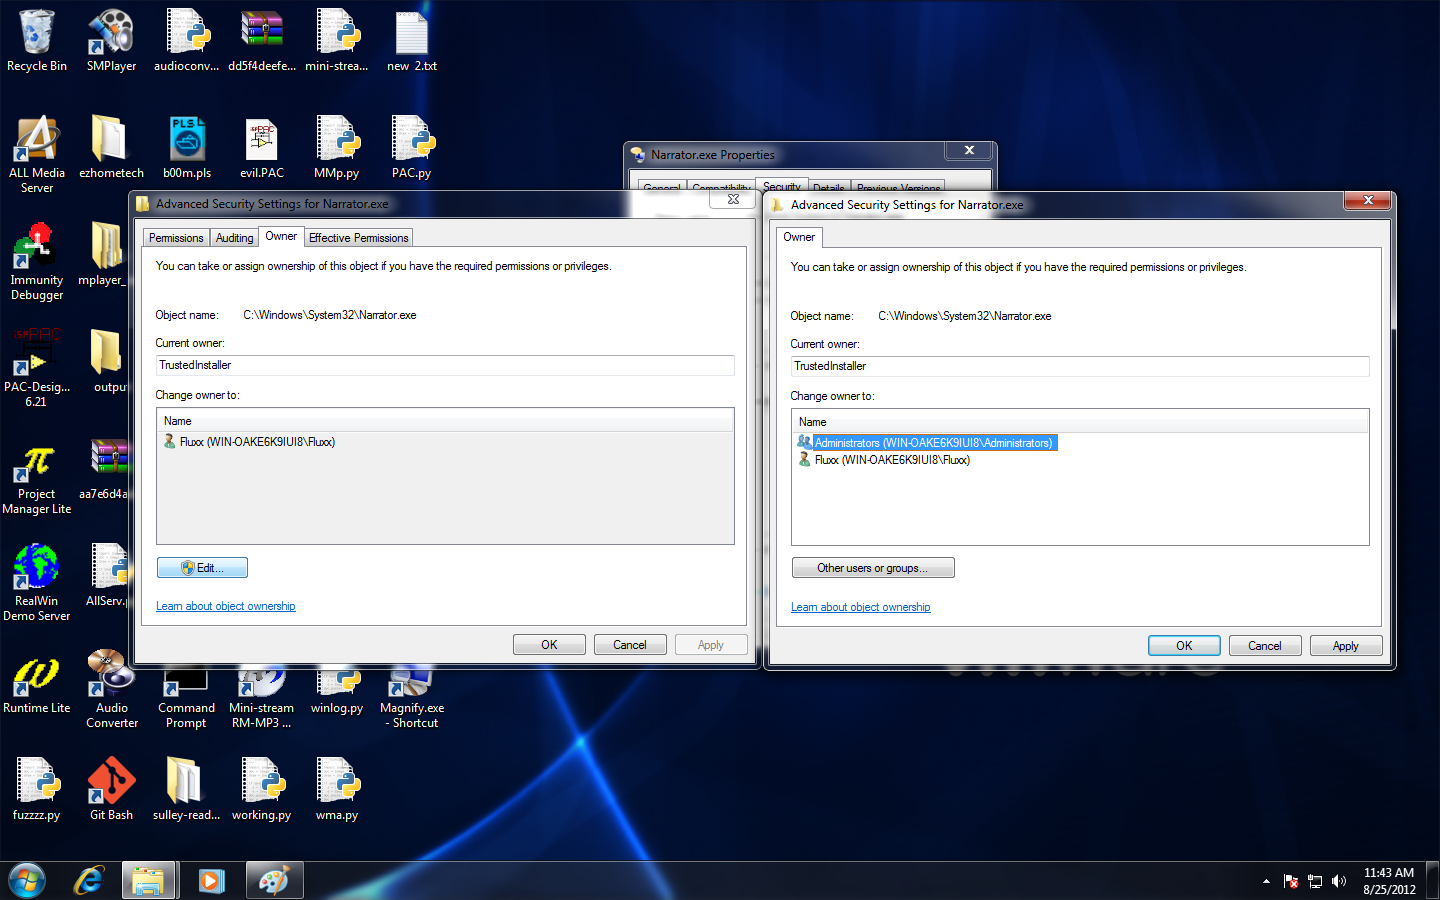 Recycle Bin
SMPlayer
audioconv...
dd5f4deefe...
mini-strea...
new 2.txt
ALL Media
Server
ezhometech
b00m.pls
evil.PAC
MMp.py
PAC.py
Immunity
Debugger
mplayer_
PAC-Desig...
6.21
output
Project
Manager Lite
aa7e6d4a
RealWin
Demo Server
AllServ.p
Runtime Lite
Audio
Converter
Command
Prompt
Mini-stream
RM-MP3 ...
winlog.py
Magnify.exe
- Shortcut
fuzzzz.py
Git Bash
sulley-read...
working.py
wma.py
Narrator.exe Properties
General
Compatibility
Security
Details
Previous Versions
Advanced Security Settings for Narrator.exe
Permissions
Auditing
Owner
Effective Permissions
You can take or assign ownership of this object if you have the required permissions or privileges.
Object name: C:\Windows\System32\Narrator.exe
Current owner:
TrustedInstaller
Change owner to:
Name
Fluxx (WIN-OAKE6K9IUI8\Fluxx)
Edit...
Learn about object ownership
OK
Cancel
Apply
Advanced Security Settings for Narrator.exe
Owner
You can take or assign ownership of this object if you have the required permissions or privileges.
Object name: C:\Windows\System32\Narrator.exe
Current owner:
TrustedInstaller
Change owner to:
Name
Administrators (WIN-OAKE6K9IUI8\Administrators)
Fluxx (WIN-OAKE6K9IUI8\Fluxx)
Other users or groups...
Learn about object ownership
OK
Cancel
Apply
11:43 AM
8/25/2012